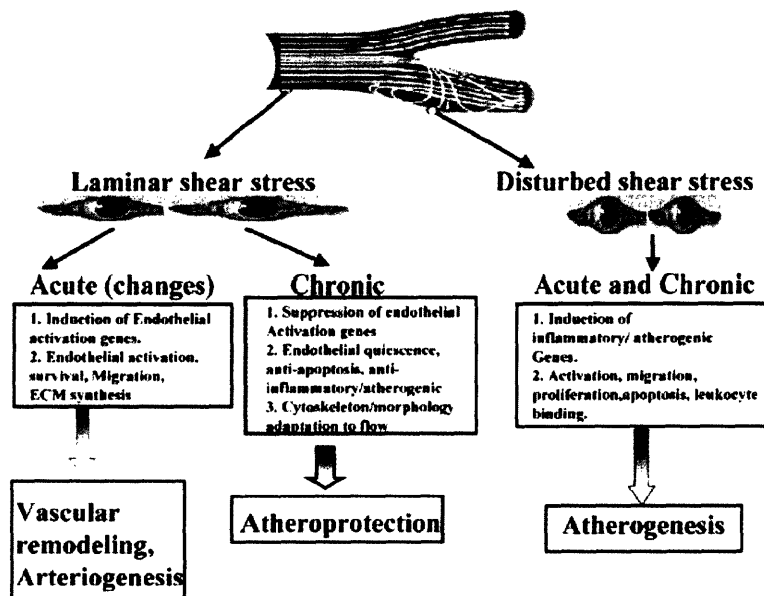 Laminar shear stress
Disturbed shear stress
Acute (changes)
1. Induction of Endothelial
activation genes.
2. Endothelial activation,
survival, Migration,
ECM synthesis
Vascular
remodeling,
Arteriogenesis
Chronic
1. Suppression of endothelial
Activation genes
2. Endothelial quiescence,
anti-apoptosis, anti-
inflammatory/atherogenic
3. Cytoskeleton/morphology
adaptation to flow
Atheroprotection
Acute and Chronic
1. Induction of
inflammatory/ atherogenic
Genes.
2. Activation, migration,
proliferation,apoptosis, leukocyte
binding.
Atherogenesis